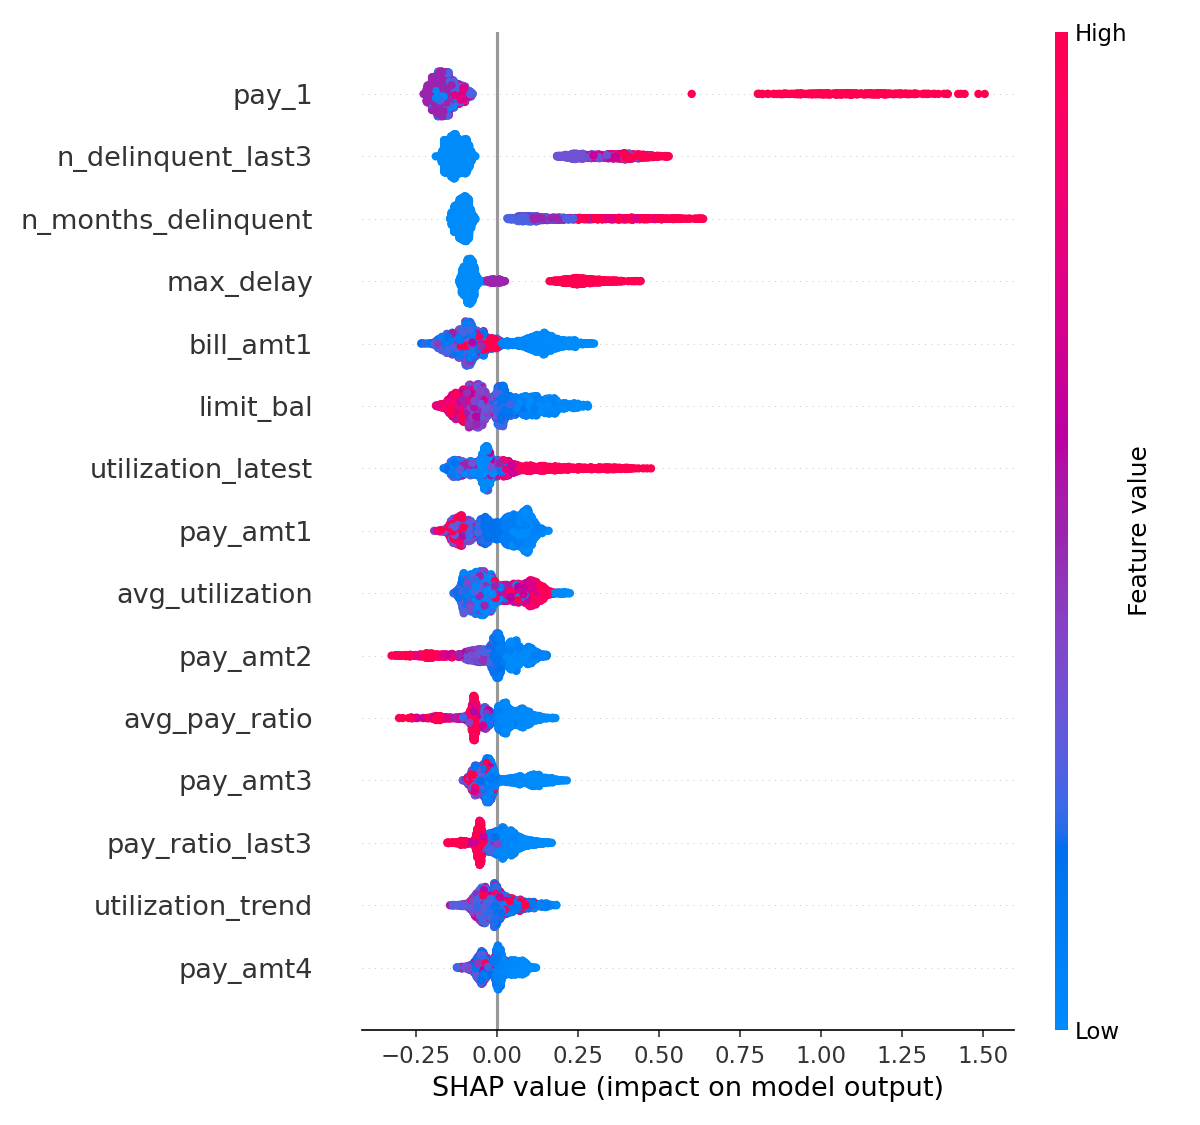 High
pay_1
n_delinquent_last3
n_months_delinquent
max_delay
bill_amt1
limit_bal
utilization_latest
pay_amt1
avg_utilization
pay_amt2
avg_pay_ratio
pay_amt3
pay_ratio_last3
utilization_trend
pay_amt4
Feature value
Low
−0.25 0.00 0.25 0.50 0.75 1.00 1.25 1.50
SHAP value (impact on model output)